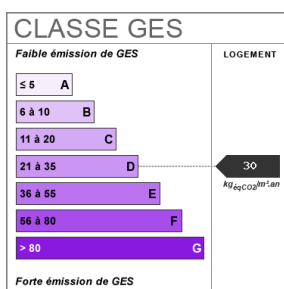 CLASSE GES
Faible émission de GES
LOGEMENT
≤ 5 A
6 à 10 B
11 à 20 C
21 à 35 D
30
kgéqCO2/m².an
36 à 55 E
56 à 80 F
> 80 G
Forte émission de GES